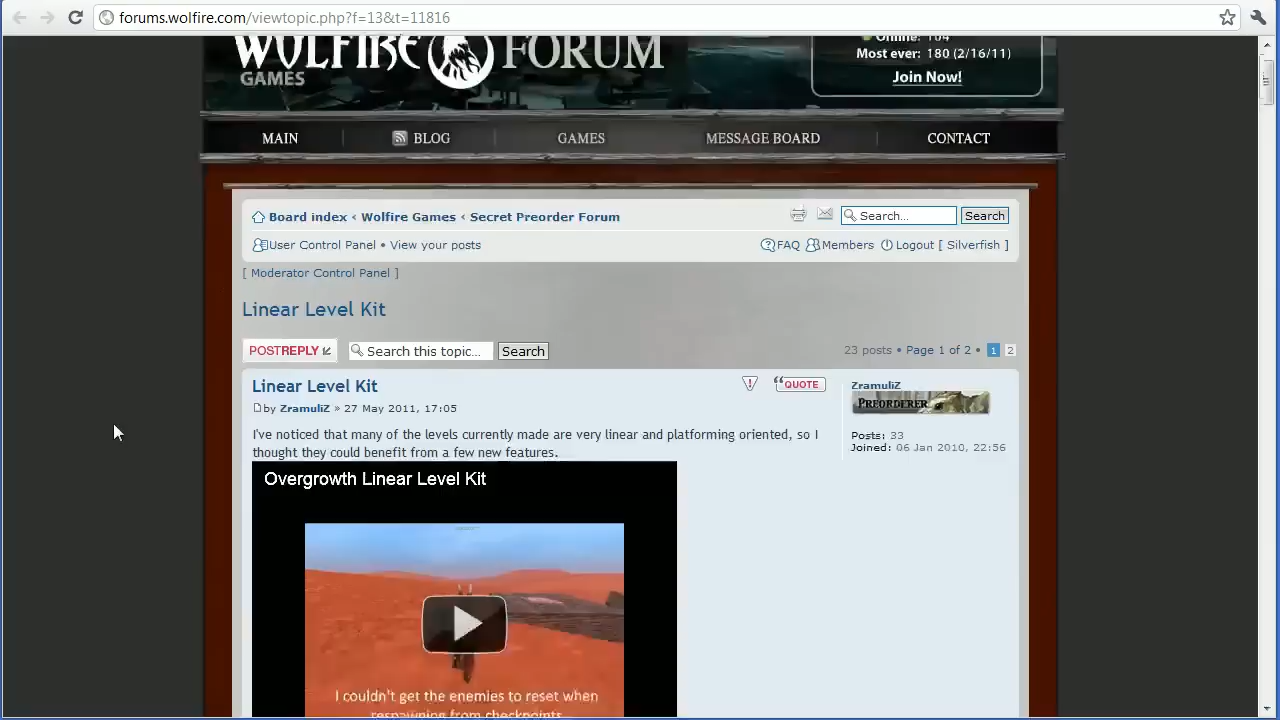 forums.wolfire.com/viewtopic.php?f=13&t=11816
WOLFIRE FORUM
GAMES
Online: 104
Most ever: 180 (2/16/11)
Join Now!
MAIN
BLOG
GAMES
MESSAGE BOARD
CONTACT
Board index ‹ Wolfire Games ‹ Secret Preorder Forum
Search...
Search
User Control Panel • View your posts
FAQ
Members
Logout [ Silverfish ]
[ Moderator Control Panel ]
Linear Level Kit
POSTREPLY
Search this topic...
Search
23 posts • Page 1 of 2 • 1 2
Linear Level Kit
QUOTE
by ZramuliZ » 27 May 2011, 17:05
I've noticed that many of the levels currently made are very linear and platforming oriented, so I
thought they could benefit from a few new features.
ZramuliZ
PREORDERER
Posts: 33
Joined: 06 Jan 2010, 22:56
Overgrowth Linear Level Kit
I couldn't get the enemies to reset when
respawning from checkpoints